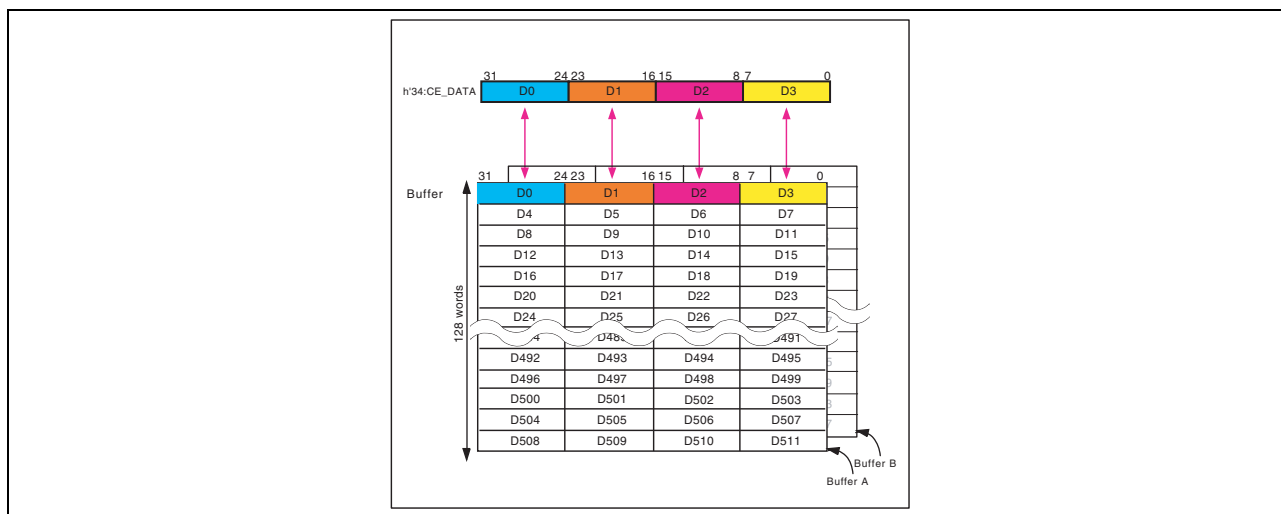 31 24 23 16 15 8 7 0
h'34:CE_DATA D0 D1 D2 D3
31 24 23 16 15 8 7 0
Buffer D0 D1 D2 D3
D4 D5 D6 D7
D8 D9 D10 D11
D12 D13 D14 D15
D16 D17 D18 D19
D20 D21 D22 D23
D24 D25 D26 D27
128 words
D491
D492 D493 D494 D495
D496 D497 D498 D499
D500 D501 D502 D503
D504 D505 D506 D507
D508 D509 D510 D511
Buffer B
Buffer A